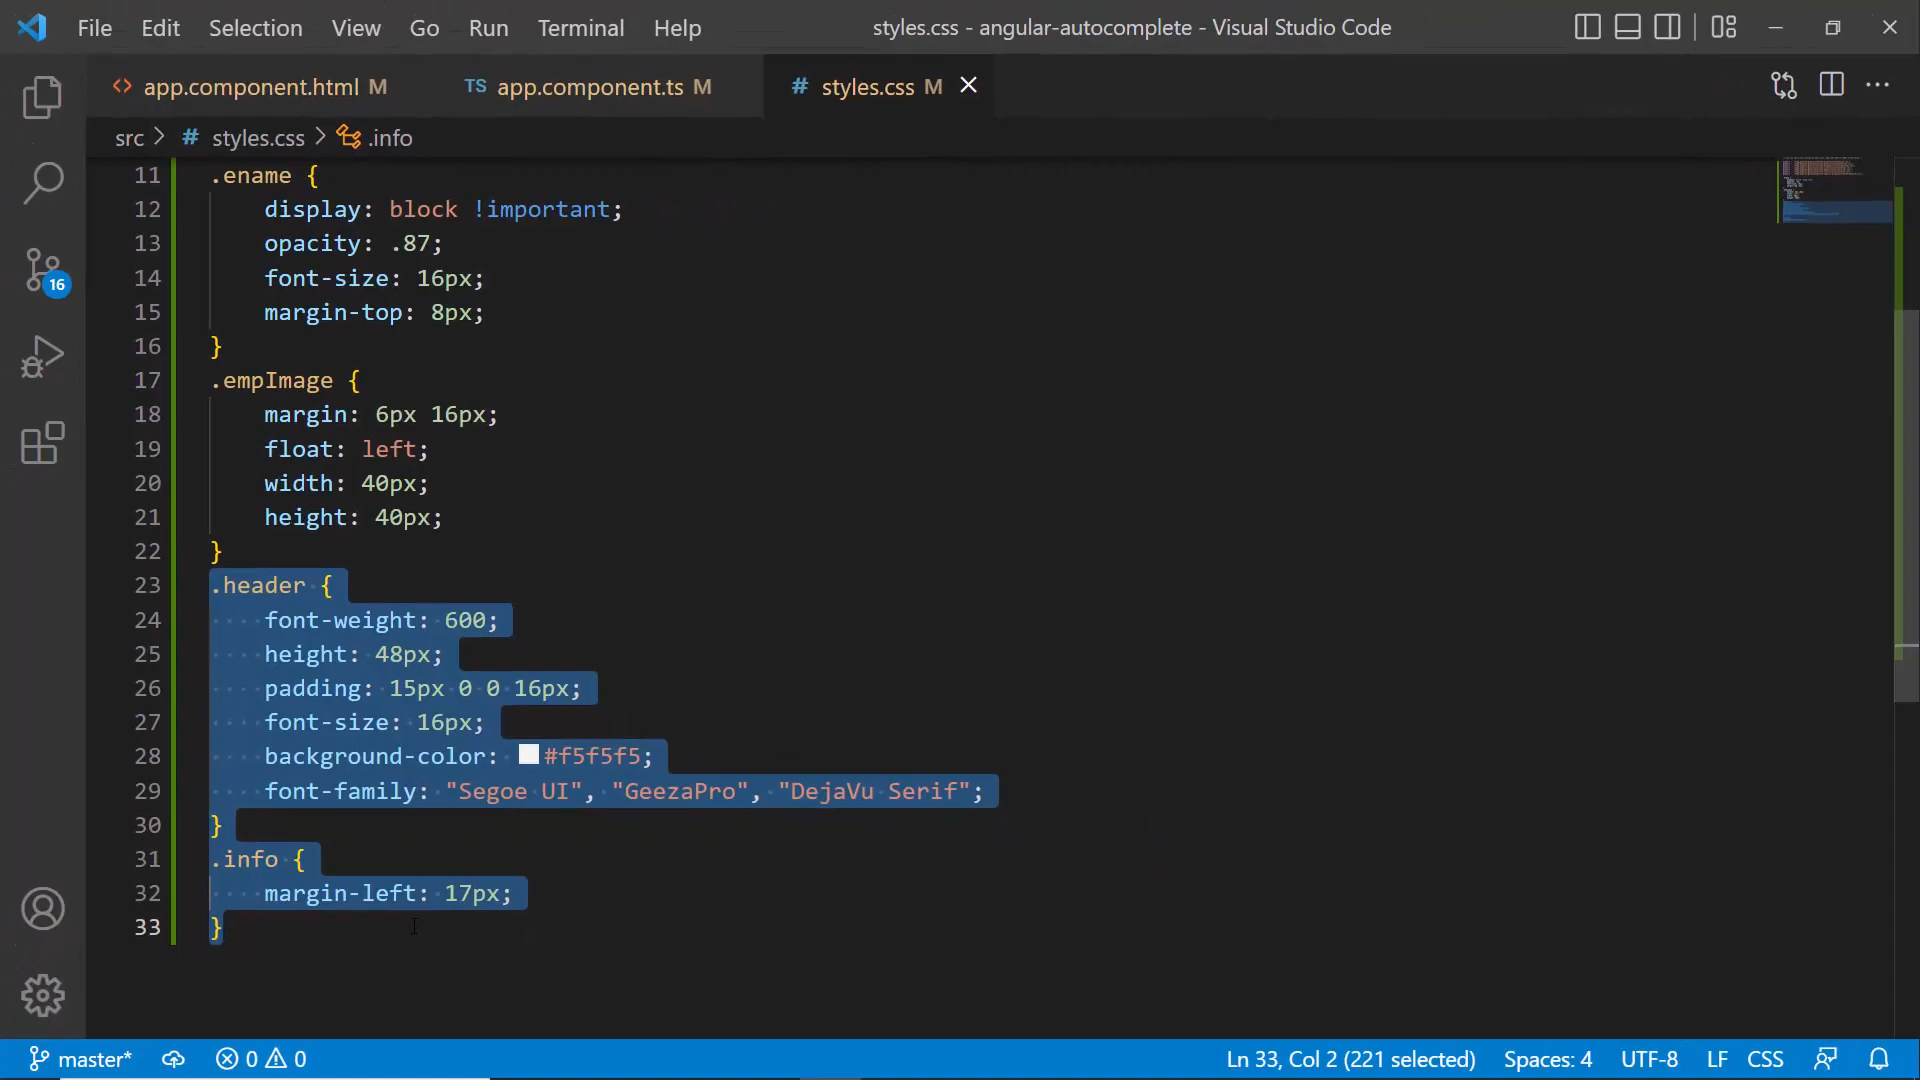 File Edit Selection View Go Run Terminal Help styles.css - angular-autocomplete - Visual Studio Code
<> app.component.html M TS app.component.ts M # styles.css M
src > # styles.css > .info
11 .ename {
12 display: block !important;
13 opacity: .87;
14 font-size: 16px;
15 margin-top: 8px;
16 }
17 .empImage {
18 margin: 6px 16px;
19 float: left;
20 width: 40px;
21 height: 40px;
22 }
23 .header {
24 font-weight: 600;
25 height: 48px;
26 padding: 15px 0 0 16px;
27 font-size: 16px;
28 background-color: #f5f5f5;
29 font-family: "Segoe UI", "GeezaPro", "DejaVu Serif";
30 }
31 .info {
32 margin-left: 17px;
33 }
16
master* 0 0 Ln 33, Col 2 (221 selected) Spaces: 4 UTF-8 LF CSS